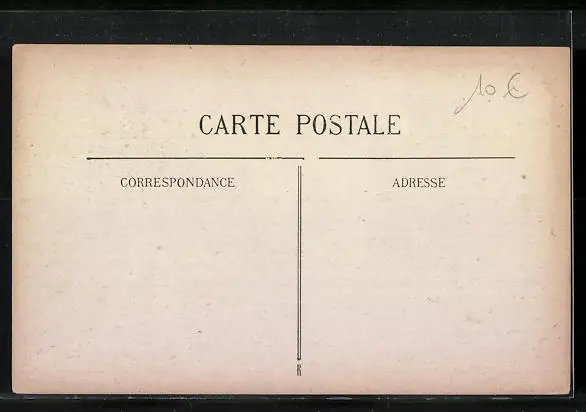 10 €
CARTE POSTALE
CORRESPONDANCE
ADRESSE
R